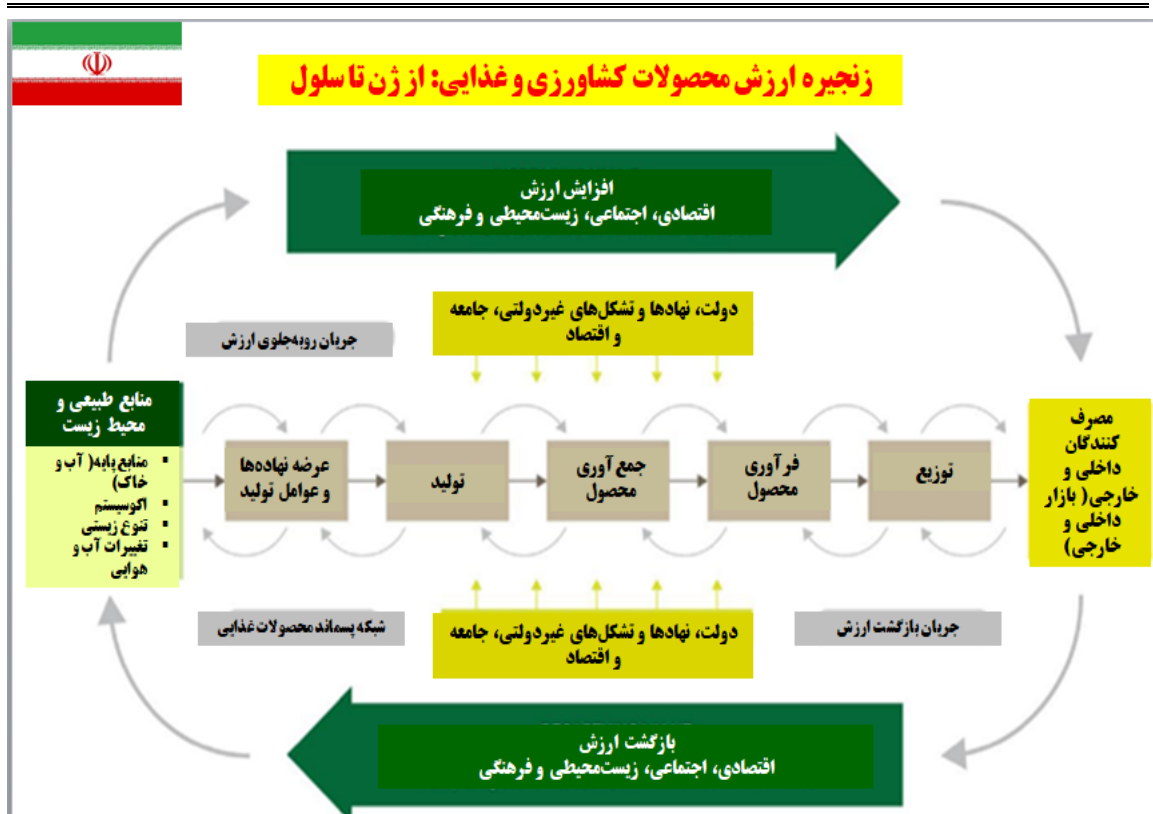 زنجیره ارزش محصولات کشاورزی و غذایی: از ژن تا سلول
افزایش ارزش
اقتصادی، اجتماعی، زیست‌محیطی و فرهنگی
دولت، نهادها و تشکل‌های غیردولتی، جامعه
و اقتصاد
جریان روبه‌جلوی ارزش
منابع طبیعی و
محیط زیست
▪ منابع پایه( آب و
خاک)
▪ اکوسیستم
▪ تنوع زیستی
▪ تغییرات آب و
هوایی
عرضه نهاده‌ها
و عوامل تولید
تولید
جمع آوری
محصول
فرآوری
محصول
توزیع
مصرف
کنندگان
داخلی و
خارجی( بازار
داخلی و
خارجی)
شبکه پسماند محصولات غذایی
دولت، نهادها و تشکل‌های غیردولتی، جامعه
و اقتصاد
جریان بازگشت ارزش
بازگشت ارزش
اقتصادی، اجتماعی، زیست‌محیطی و فرهنگی